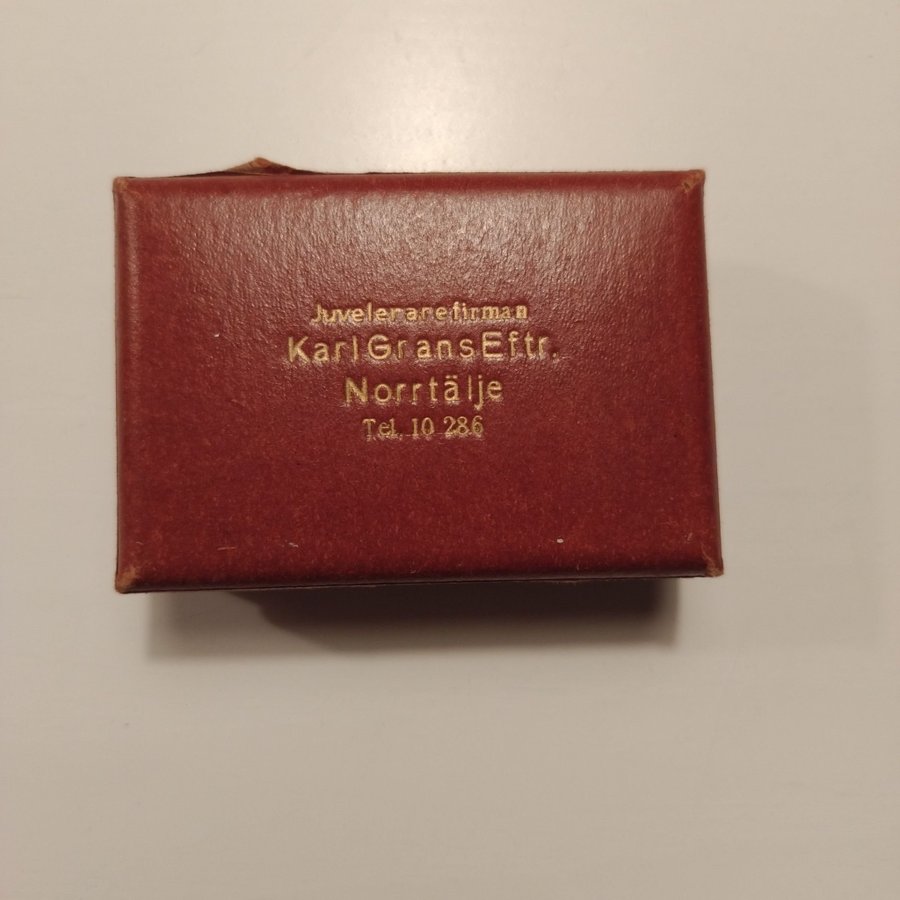 Juvelerarefirman
Karl Grans Eftr.
Norrtälje
Tel. 10 286